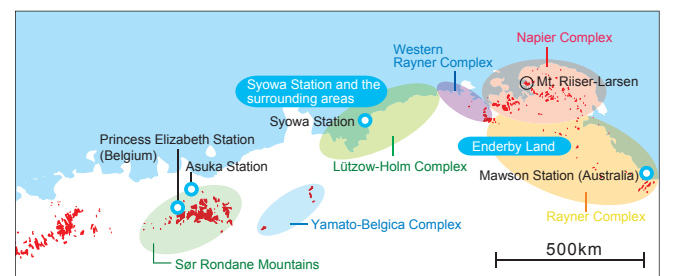 Napier Complex
Western
Rayner Complex
Mt. Riiser-Larsen
Syowa Station and the
surrounding areas
Syowa Station
Princess Elizabeth Station
(Belgium)
Asuka Station
Enderby Land
Lützow-Holm Complex
Mawson Station (Australia)
Rayner Complex
Yamato-Belgica Complex
500km
Sør Rondane Mountains